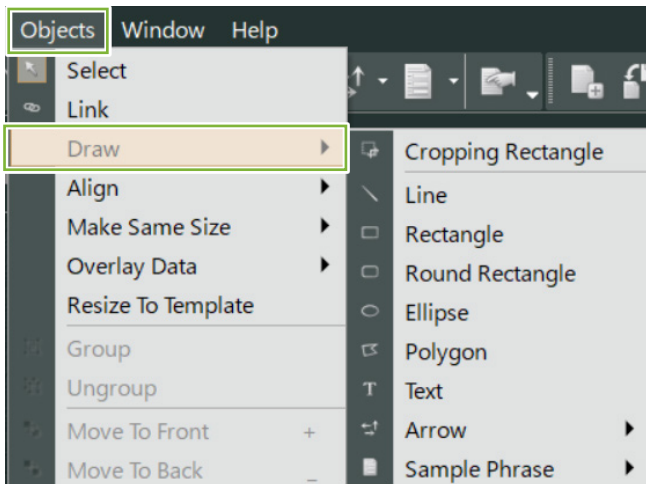 Objects Window Help
Select
Link
Draw
Align
Make Same Size
Overlay Data
Resize To Template
Group
Ungroup
Move To Front +
Move To Back _
Cropping Rectangle
Line
Rectangle
Round Rectangle
Ellipse
Polygon
T Text
Arrow
Sample Phrase